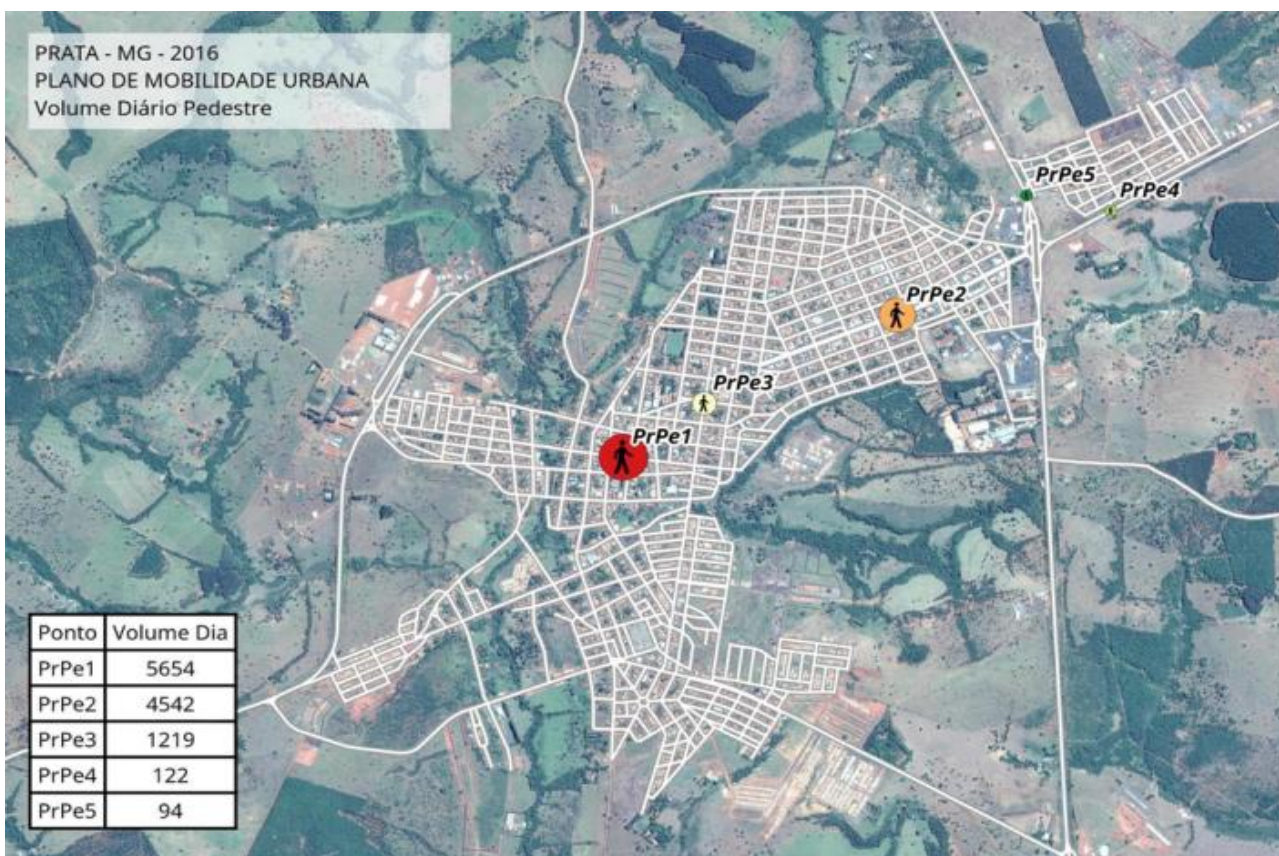 PRATA - MG - 2016
PLANO DE MOBILIDADE URBANA
Volume Diário Pedestre
PrPe5
PrPe4
PrPe2
PrPe3
PrPe1
Ponto Volume Dia
PrPe1 5654
PrPe2 4542
PrPe3 1219
PrPe4 122
PrPe5 94